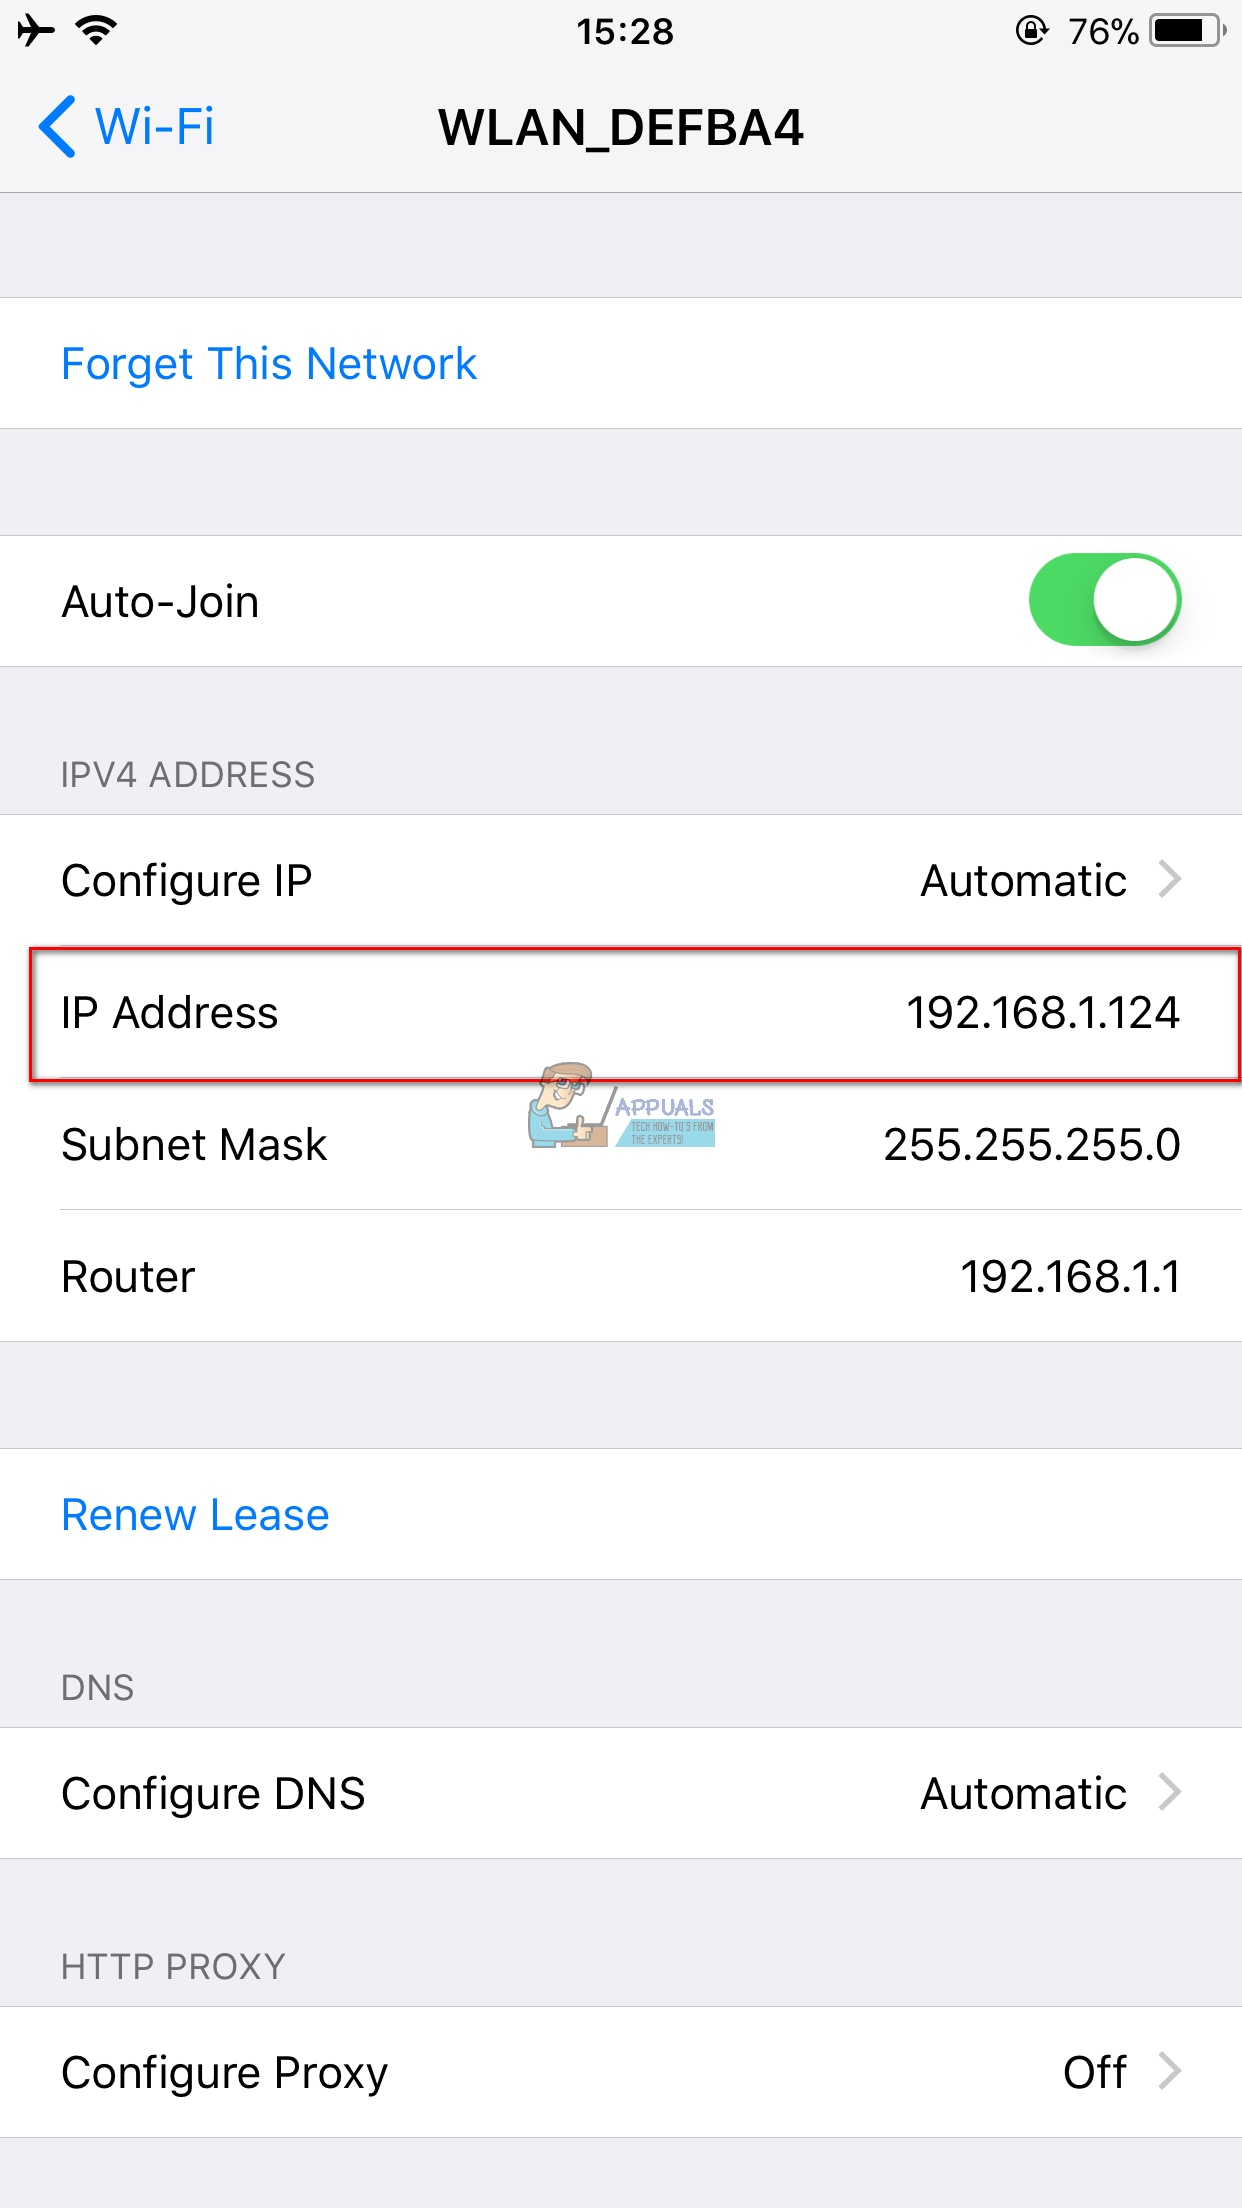 15:28
76%
Wi-Fi
WLAN_DEFBA4
Forget This Network
Auto-Join
IPV4 ADDRESS
Configure IP Automatic
IP Address 192.168.1.124
APPUALS
TECH HOW-TO'S FROM
THE EXPERTS!
Subnet Mask 255.255.255.0
Router 192.168.1.1
Renew Lease
DNS
Configure DNS Automatic
HTTP PROXY
Configure Proxy Off